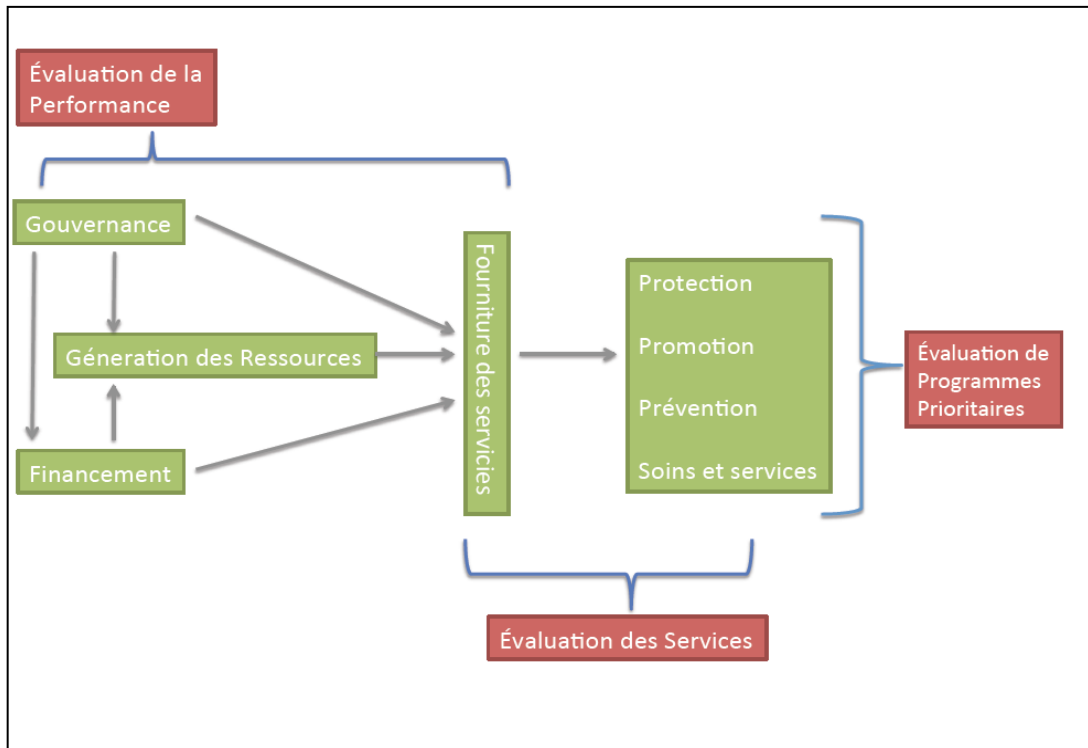 Évaluation de la
Performance
Gouvernance
Géneration des Ressources
Financement
Fourniture des servicies
Protection
Promotion
Prévention
Soins et services
Évaluation de
Programmes
Prioritaires
Évaluation des Services